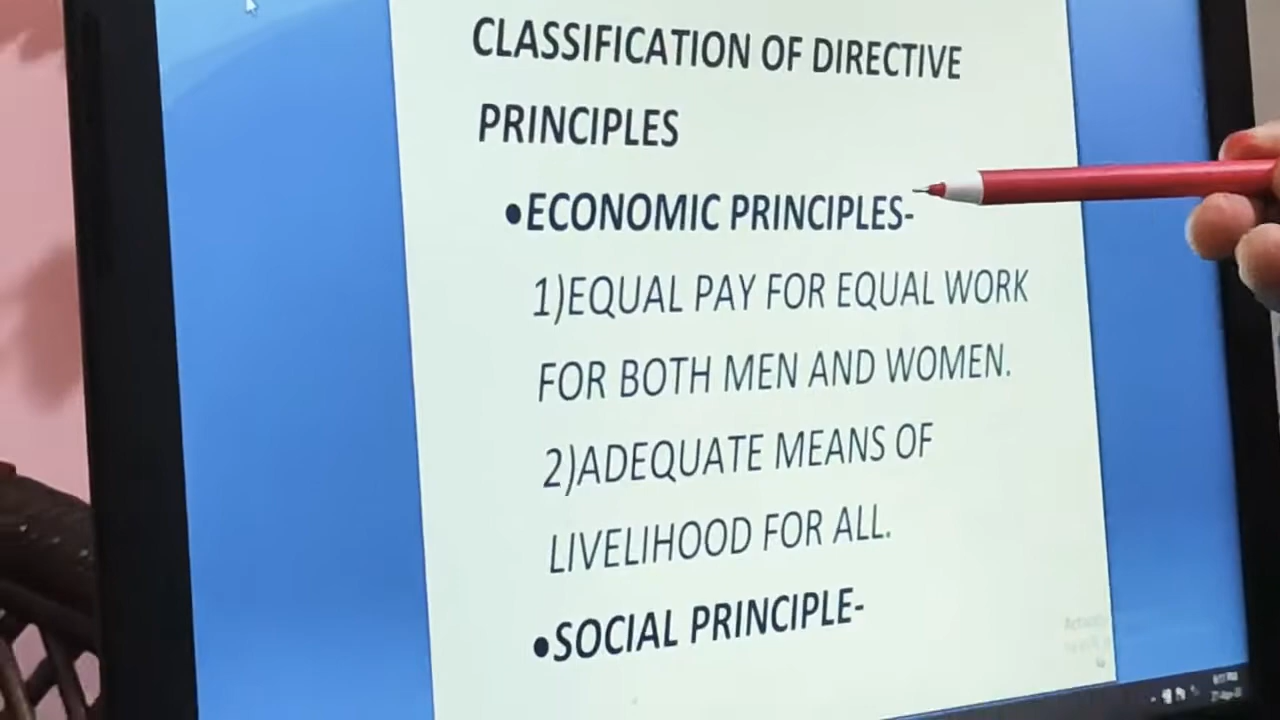 CLASSIFICATION OF DIRECTIVE
PRINCIPLES
•ECONOMIC PRINCIPLES-
1)EQUAL PAY FOR EQUAL WORK
FOR BOTH MEN AND WOMEN.
2)ADEQUATE MEANS OF
LIVELIHOOD FOR ALL.
•SOCIAL PRINCIPLE-